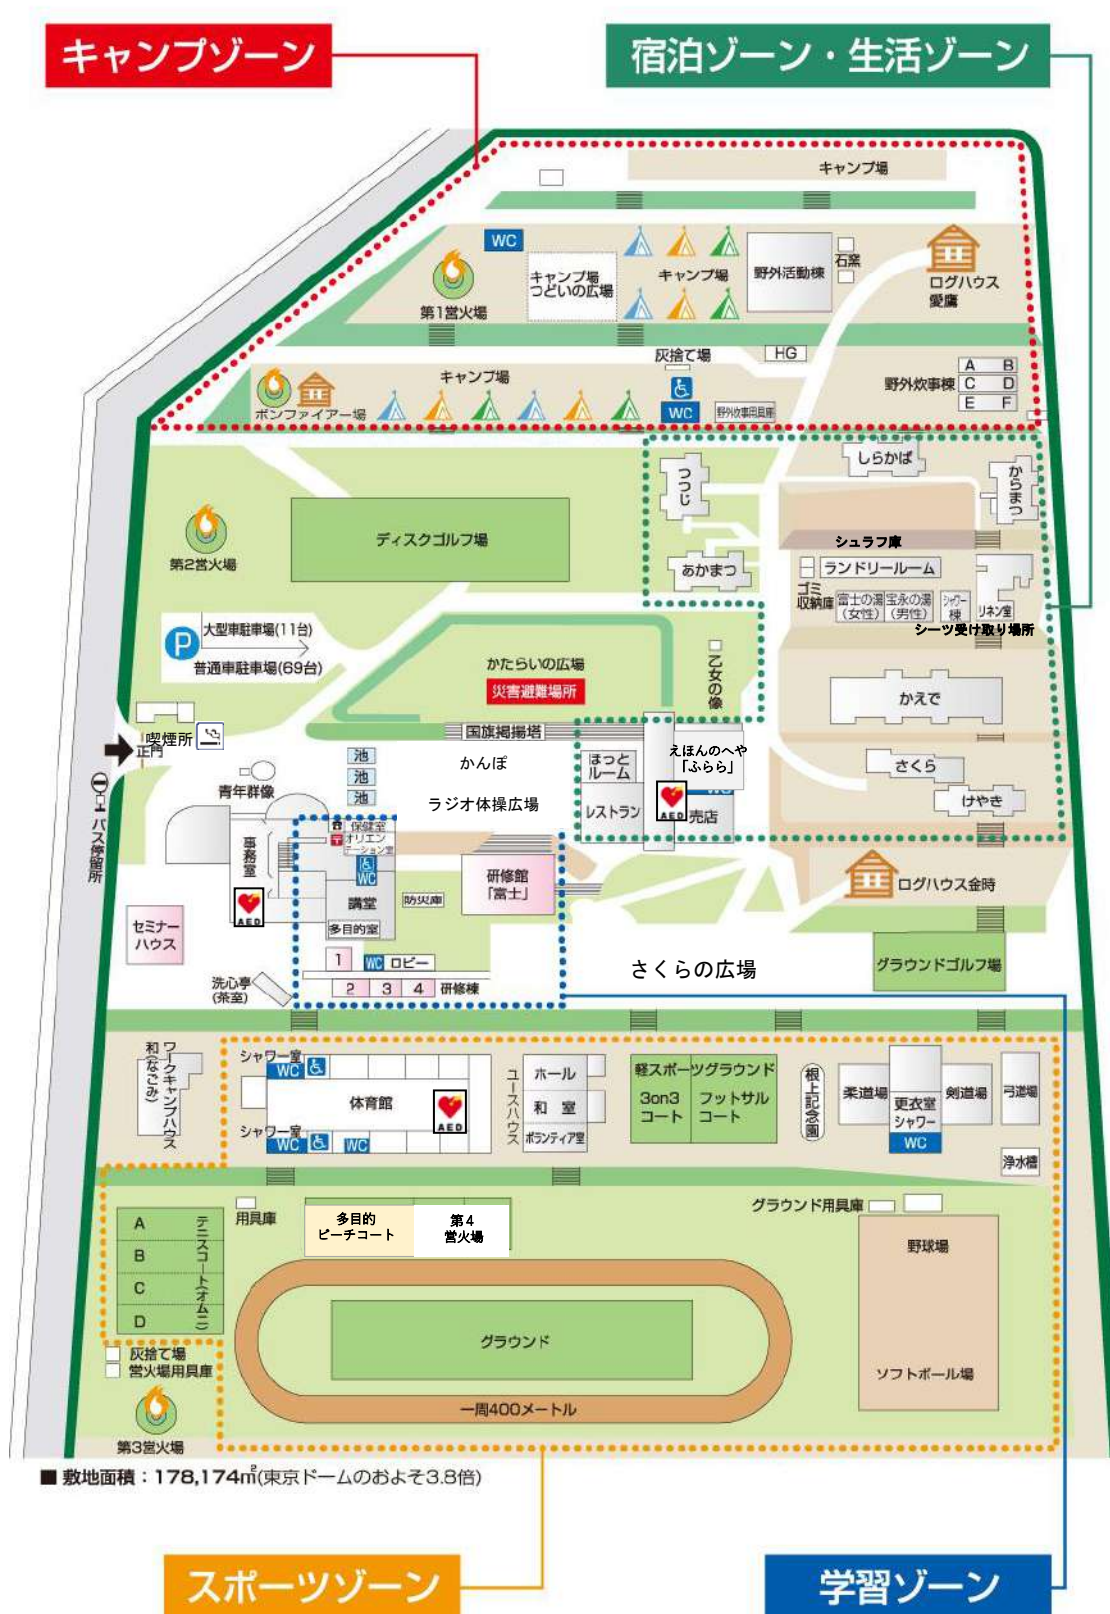 キャンプゾーン
宿泊ゾーン・生活ゾーン
キャンプ場
WC
キャンプ場
つどいの広場
キャンプ場
野外活動棟
石窯
ログハウス
愛鷹
第1営火場
灰捨て場
HG
キャンプ場
ボンファイアー場
WC
野外炊事用具庫
野外炊事棟
A B
C D
E F
つつじ
しらかば
からまつ
ディスクゴルフ場
第2営火場
あかまつ
シュラフ庫
ランドリールーム
ゴミ
収納庫
富士の湯
(女性)
宝永の湯
(男性)
シャワー
棟
リネン室
シーツ受け取り場所
P
大型車駐車場(11台)
普通車駐車場(69台)
かたらいの広場
災害避難場所
乙女の像
かえで
国旗掲揚塔
喫煙所
正門
バス停留所
池
池
池
かんぽ
ラジオ体操広場
ほっと
ルーム
えほんのへや
「ふらら」
レストラン
AED
WC
売店
さくら
けやき
青年群像
事務室
AED
保健室
オリエン
テーション室
WC
講堂
多目的室
防災庫
研修館
「富士」
ログハウス金時
セミナー
ハウス
1
WC
ロビー
2
3
4
研修棟
洗心亭
(茶室)
さくらの広場
グラウンドゴルフ場
ワークキャンプハウス
和(なごみ)
シャワー室
WC
体育館
AED
シャワー室
WC
WC
ユースハウス
ホール
和 室
ボランティア室
軽スポーツグラウンド
3on3
コート
フットサル
コート
根上記念園
柔道場
更衣室
シャワー
WC
剣道場
弓道場
浄水槽
用具庫
多目的
ビーチコート
第4
営火場
グラウンド用具庫
A
B
C
D
テニスコート(オムニ)
野球場
グラウンド
ソフトボール場
灰捨て場
営火場用具庫
一周400メートル
第3営火場
■ 敷地面積：178,174㎡(東京ドームのおよそ3.8倍)
スポーツゾーン
学習ゾーン